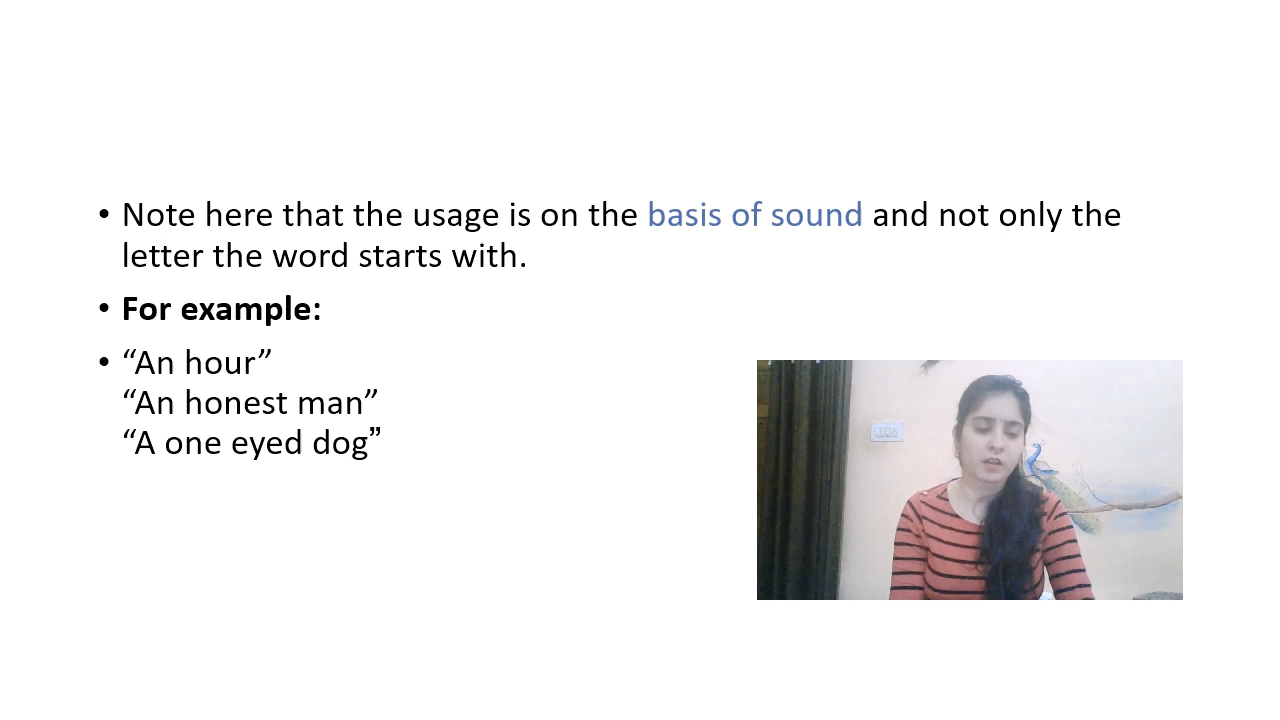 • Note here that the usage is on the basis of sound and not only the
letter the word starts with.
• For example:
• “An hour”
“An honest man”
“A one eyed dog”